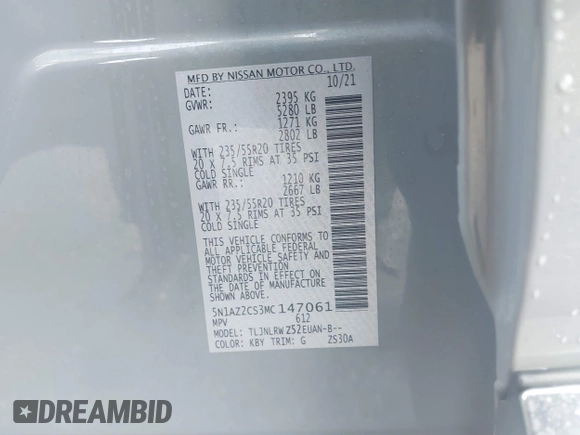 MFD BY NISSAN MOTOR CO., LTD.
DATE: 10/21
GVWR: 2395 KG
5280 LB
GAWR FR.: 1271 KG
2802 LB
WITH 235/55R20 TIRES
20 X 7.5 RIMS AT 35 PSI
COLD SINGLE
GAWR RR.: 1210 KG
2667 LB
WITH 235/55R20 TIRES
20 X 7.5 RIMS AT 35 PSI
COLD SINGLE
THIS VEHICLE CONFORMS TO
ALL APPLICABLE FEDERAL
MOTOR VEHICLE SAFETY AND
THEFT PREVENTION
STANDARDS IN EFFECT ON
THE DATE OF MANUFACTURE
SHOWN ABOVE.
5N1AZ2CS3MC147061
MPV 612
MODEL: TLJNLRWZ52EUAN-B--
COLOR: KBY TRIM: G ZS30A
DREAMBID